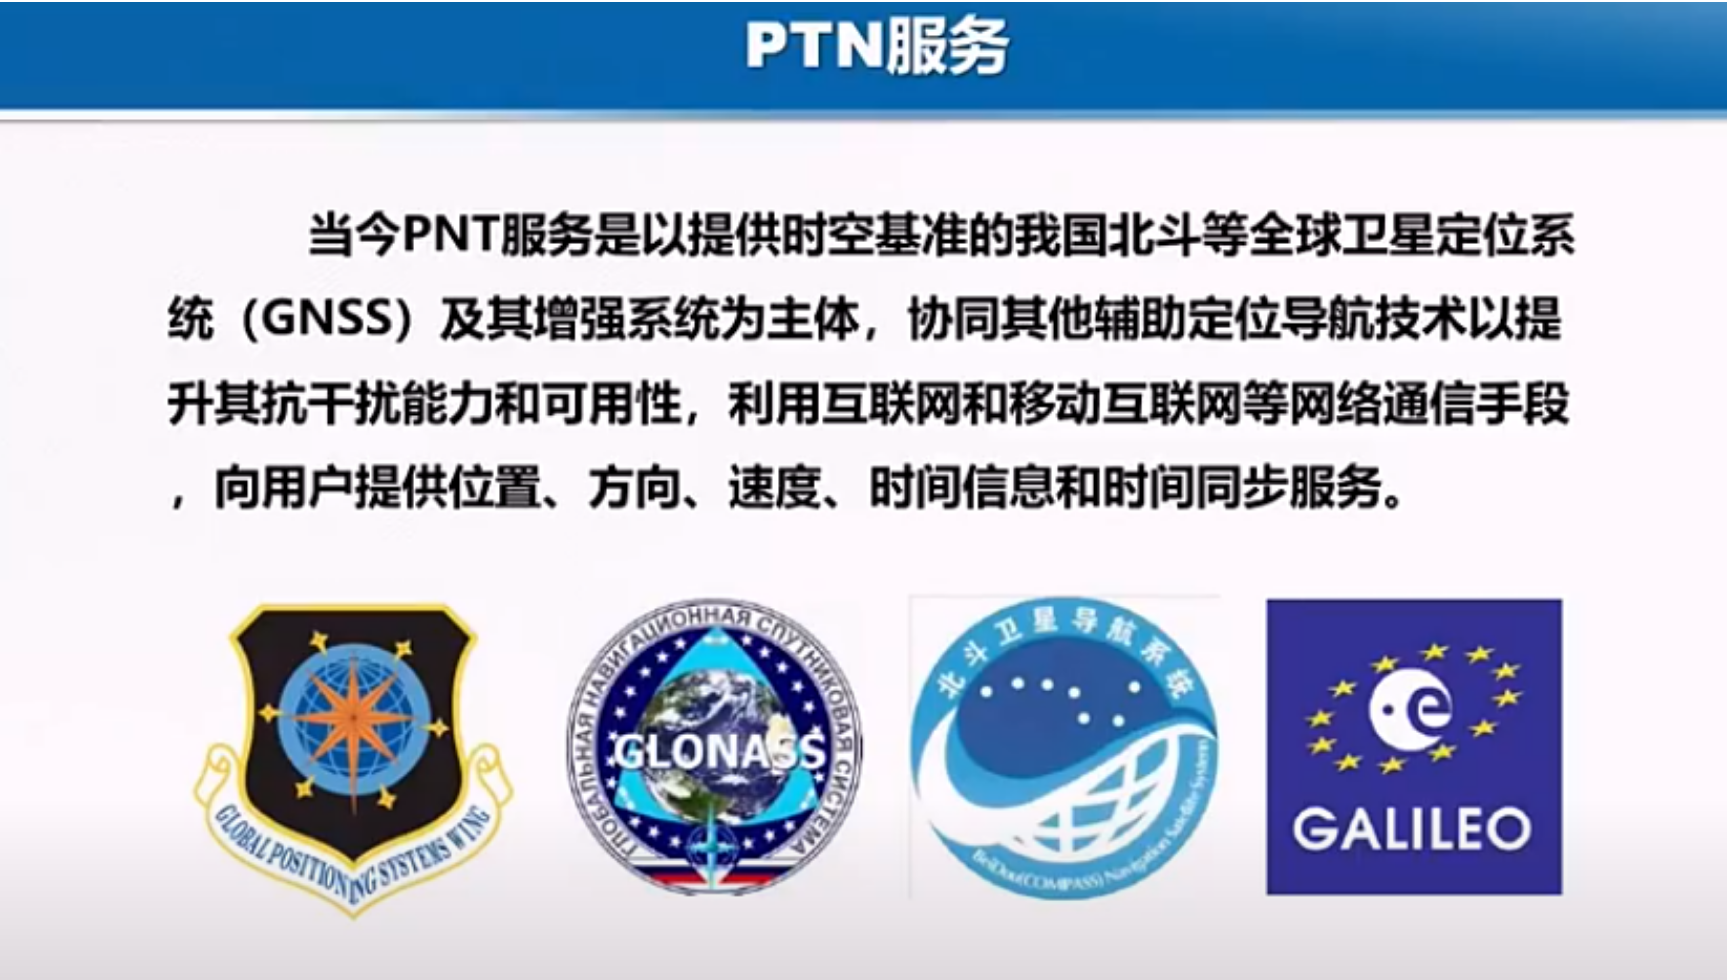 PTN服务
当今PNT服务是以提供时空基准的我国北斗等全球卫星定位系
统（GNSS）及其增强系统为主体，协同其他辅助定位导航技术以提
升其抗干扰能力和可用性，利用互联网和移动互联网等网络通信手段
，向用户提供位置、方向、速度、时间信息和时间同步服务。
GLOBAL POSITIONING SYSTEMS WING
ГЛОБАЛЬНАЯ НАВИГАЦИОННАЯ СПУТНИКОВАЯ СИСТЕМА
GLONASS
北斗卫星导航系统
BeiDou(COMPASS) Navigation Satellite System
e
GALILEO